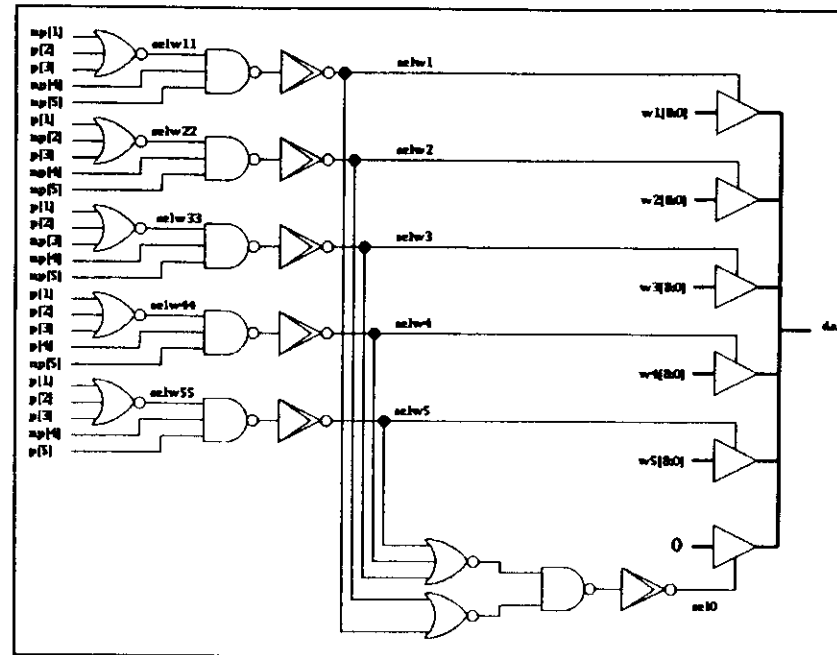 np[1]
p[2]
p[3]
np[4]
np[5]
selw11
selw1
w1[8:0]
p[1]
np[2]
p[3]
np[4]
np[5]
selw22
selw2
w2[8:0]
p[1]
p[2]
np[3]
np[4]
np[5]
selw33
selw3
w3[8:0]
p[1]
p[2]
p[3]
p[4]
np[5]
selw44
selw4
w4[8:0]
p[1]
p[2]
p[3]
np[4]
p[5]
selw55
selw5
w5[8:0]
0
sel0